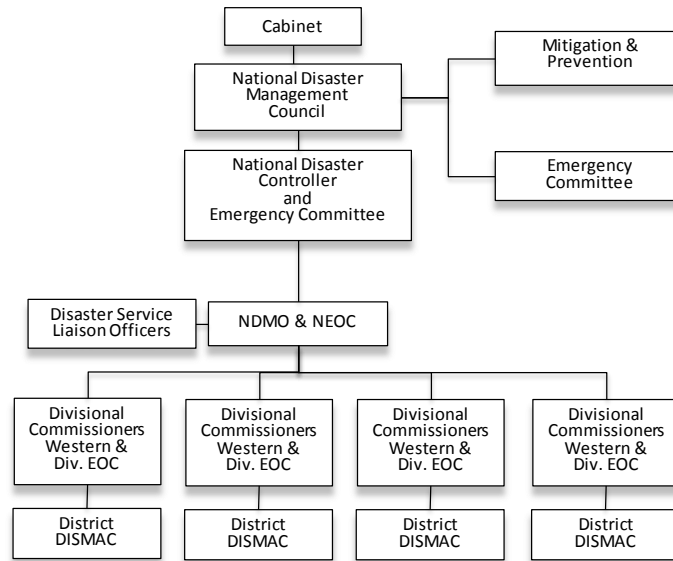 Cabinet
National Disaster
Management
Council
Mitigation &
Prevention
Emergency
Committee
National Disaster
Controller
and
Emergency Committee
Disaster Service
Liaison Officers
NDMO & NEOC
Divisional
Commissioners
Western &
Div. EOC
Divisional
Commissioners
Western &
Div. EOC
Divisional
Commissioners
Western &
Div. EOC
Divisional
Commissioners
Western &
Div. EOC
District
DISMAC
District
DISMAC
District
DISMAC
District
DISMAC